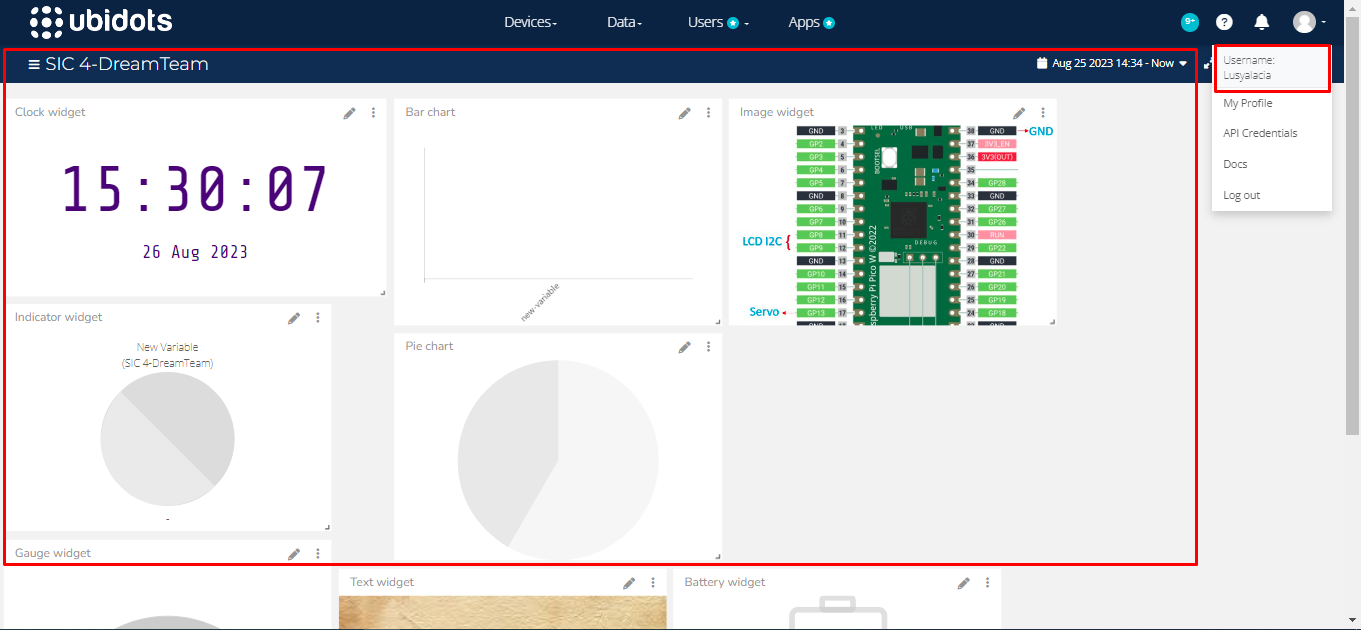 ubidots
Devices
Data
Users
Apps
9+
?
SIC 4-DreamTeam
Aug 25 2023 14:34 - Now
Username:
Lusyalacia
My Profile
API Credentials
Docs
Log out
Clock widget
15:30:07
26 Aug 2023
Bar chart
new-variable
Image widget
LED USB
BOOTSEL
DEBUG
spberry Pi Pico W ©2022
GND 3
GP2 4
GP3 5
GP4 6
GP5 7
GND 8
GP6 9
GP7 10
GP8 11
GP9 12
GND 13
GP10 14
GP11 15
GP12 16
GP13 17
GND 18
38 GND
37 3V3_EN
36 3V3(OUT)
35
34 GP28
33 GND
32 GP27
31 GP26
30 RUN
29 GP22
28 GND
27 GP21
26 GP20
25 GP19
24 GP18
GND
GND
LCD I2C {
Servo
Indicator widget
New Variable
(SIC 4-DreamTeam)
-
Pie chart
Gauge widget
Text widget
Battery widget